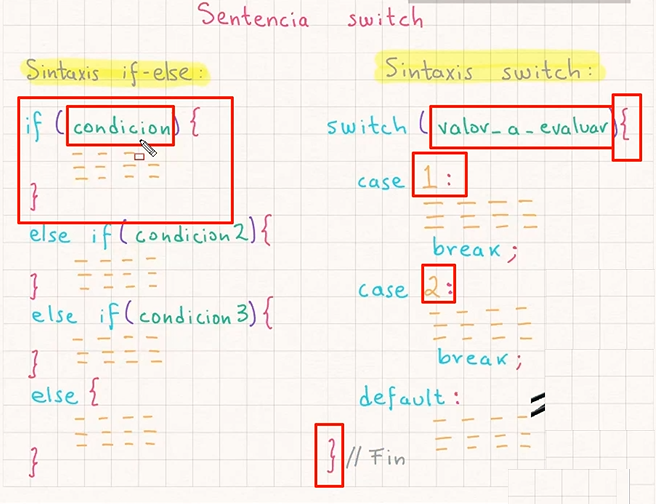 Sentencia switch
Sintaxis if-else:
if (condicion) {
}
else if (condicion2) {
}
else if (condicion3) {
}
else {
}
Sintaxis switch:
switch (valor_a_evaluar) {
case 1:
break;
case 2:
break;
default:
} // Fin